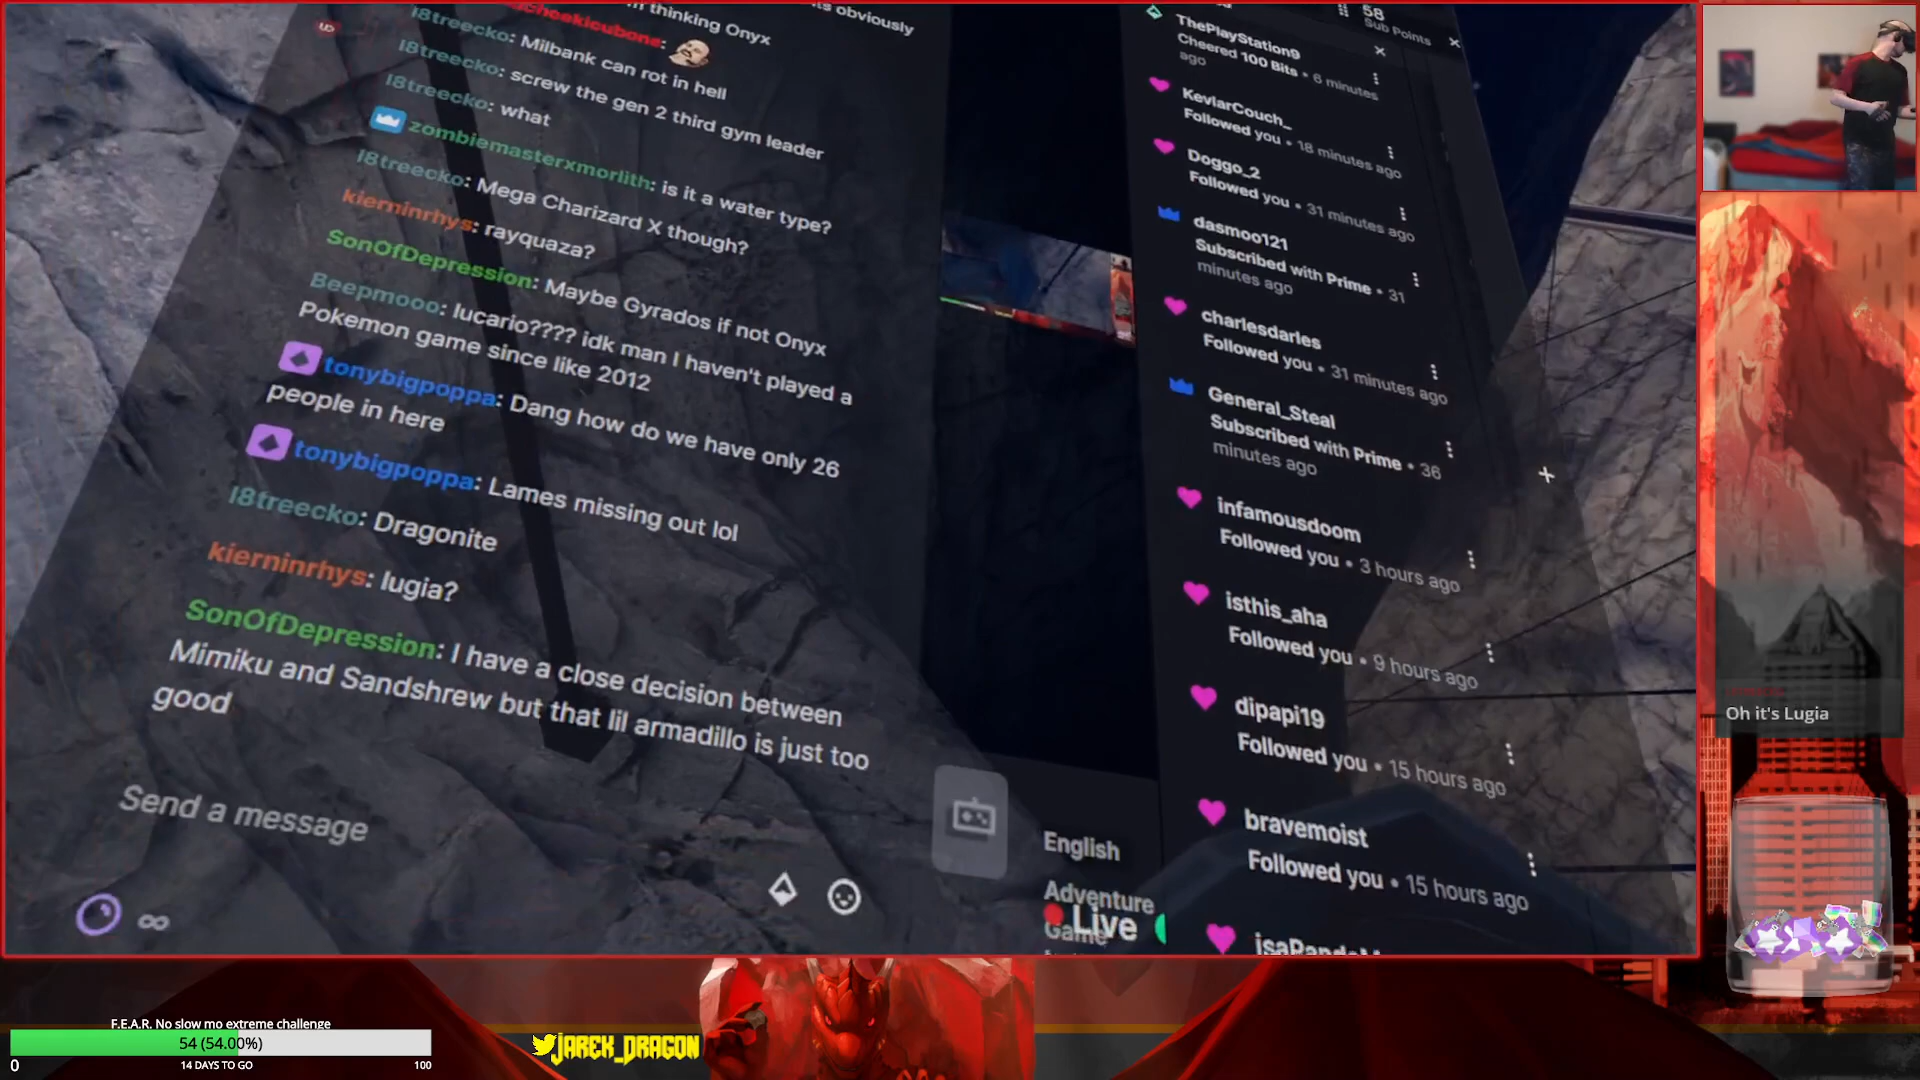 thinking Onyx
obviously
l8treecko: Milbank can rot in hell
l8treecko: screw the gen 2 third gym leader
l8treecko: what
zombiemasterxmorlith: is it a water type?
l8treecko: Mega Charizard X though?
kierninrhys: rayquaza?
SonOfDepression: Maybe Gyrados if not Onyx
Beepmooo: lucario???? idk man I haven't played a
Pokemon game since like 2012
tonybigpoppa: Dang how do we have only 26
people in here
tonybigpoppa: Lames missing out lol
l8treecko: Dragonite
kierninrhys: lugia?
SonOfDepression: I have a close decision between
Mimiku and Sandshrew but that lil armadillo is just too
good
Send a message
∞
English
Adventure
Game
Live
58
Sub Points
ThePlayStation9
Cheered 100 Bits • 6 minutes
ago
KevlarCouch_
Followed you • 18 minutes ago
Doggo_2
Followed you • 31 minutes ago
dasmoo121
Subscribed with Prime • 31
minutes ago
charlesdarles
Followed you • 31 minutes ago
General_Steal
Subscribed with Prime • 36
minutes ago
infamousdoom
Followed you • 3 hours ago
isthis_aha
Followed you • 9 hours ago
dipapi19
Followed you • 15 hours ago
bravemoist
Followed you • 15 hours ago
Oh it's Lugia
F.E.A.R. No slow mo extreme challenge
54 (54.00%)
0
14 DAYS TO GO
100
JAREK_DRAGON